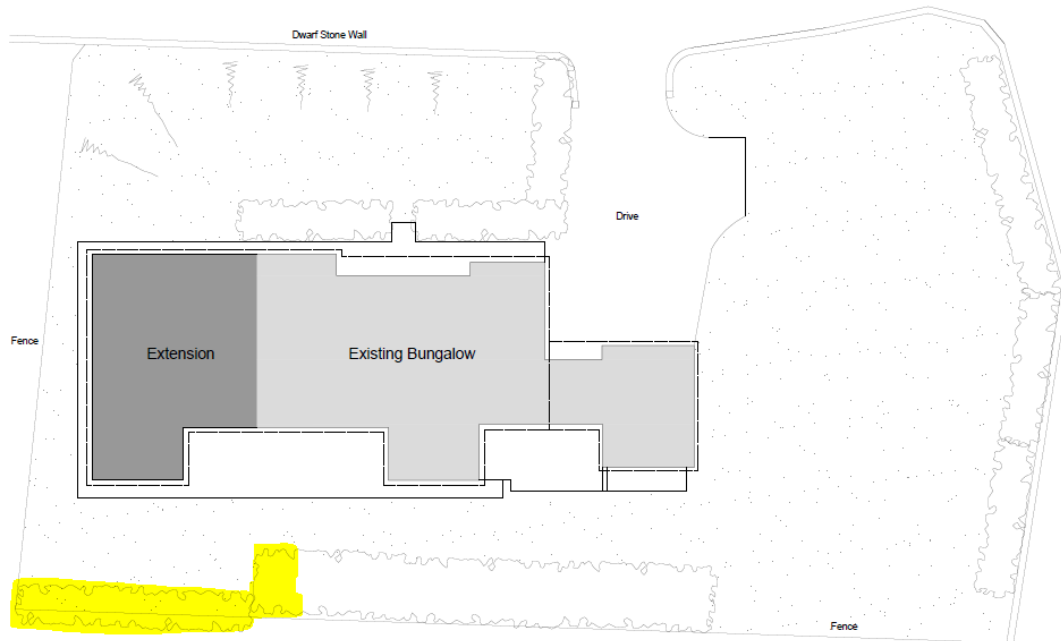 Dwarf Stone Wall
Drive
Fence
Extension
Existing Bungalow
Fence